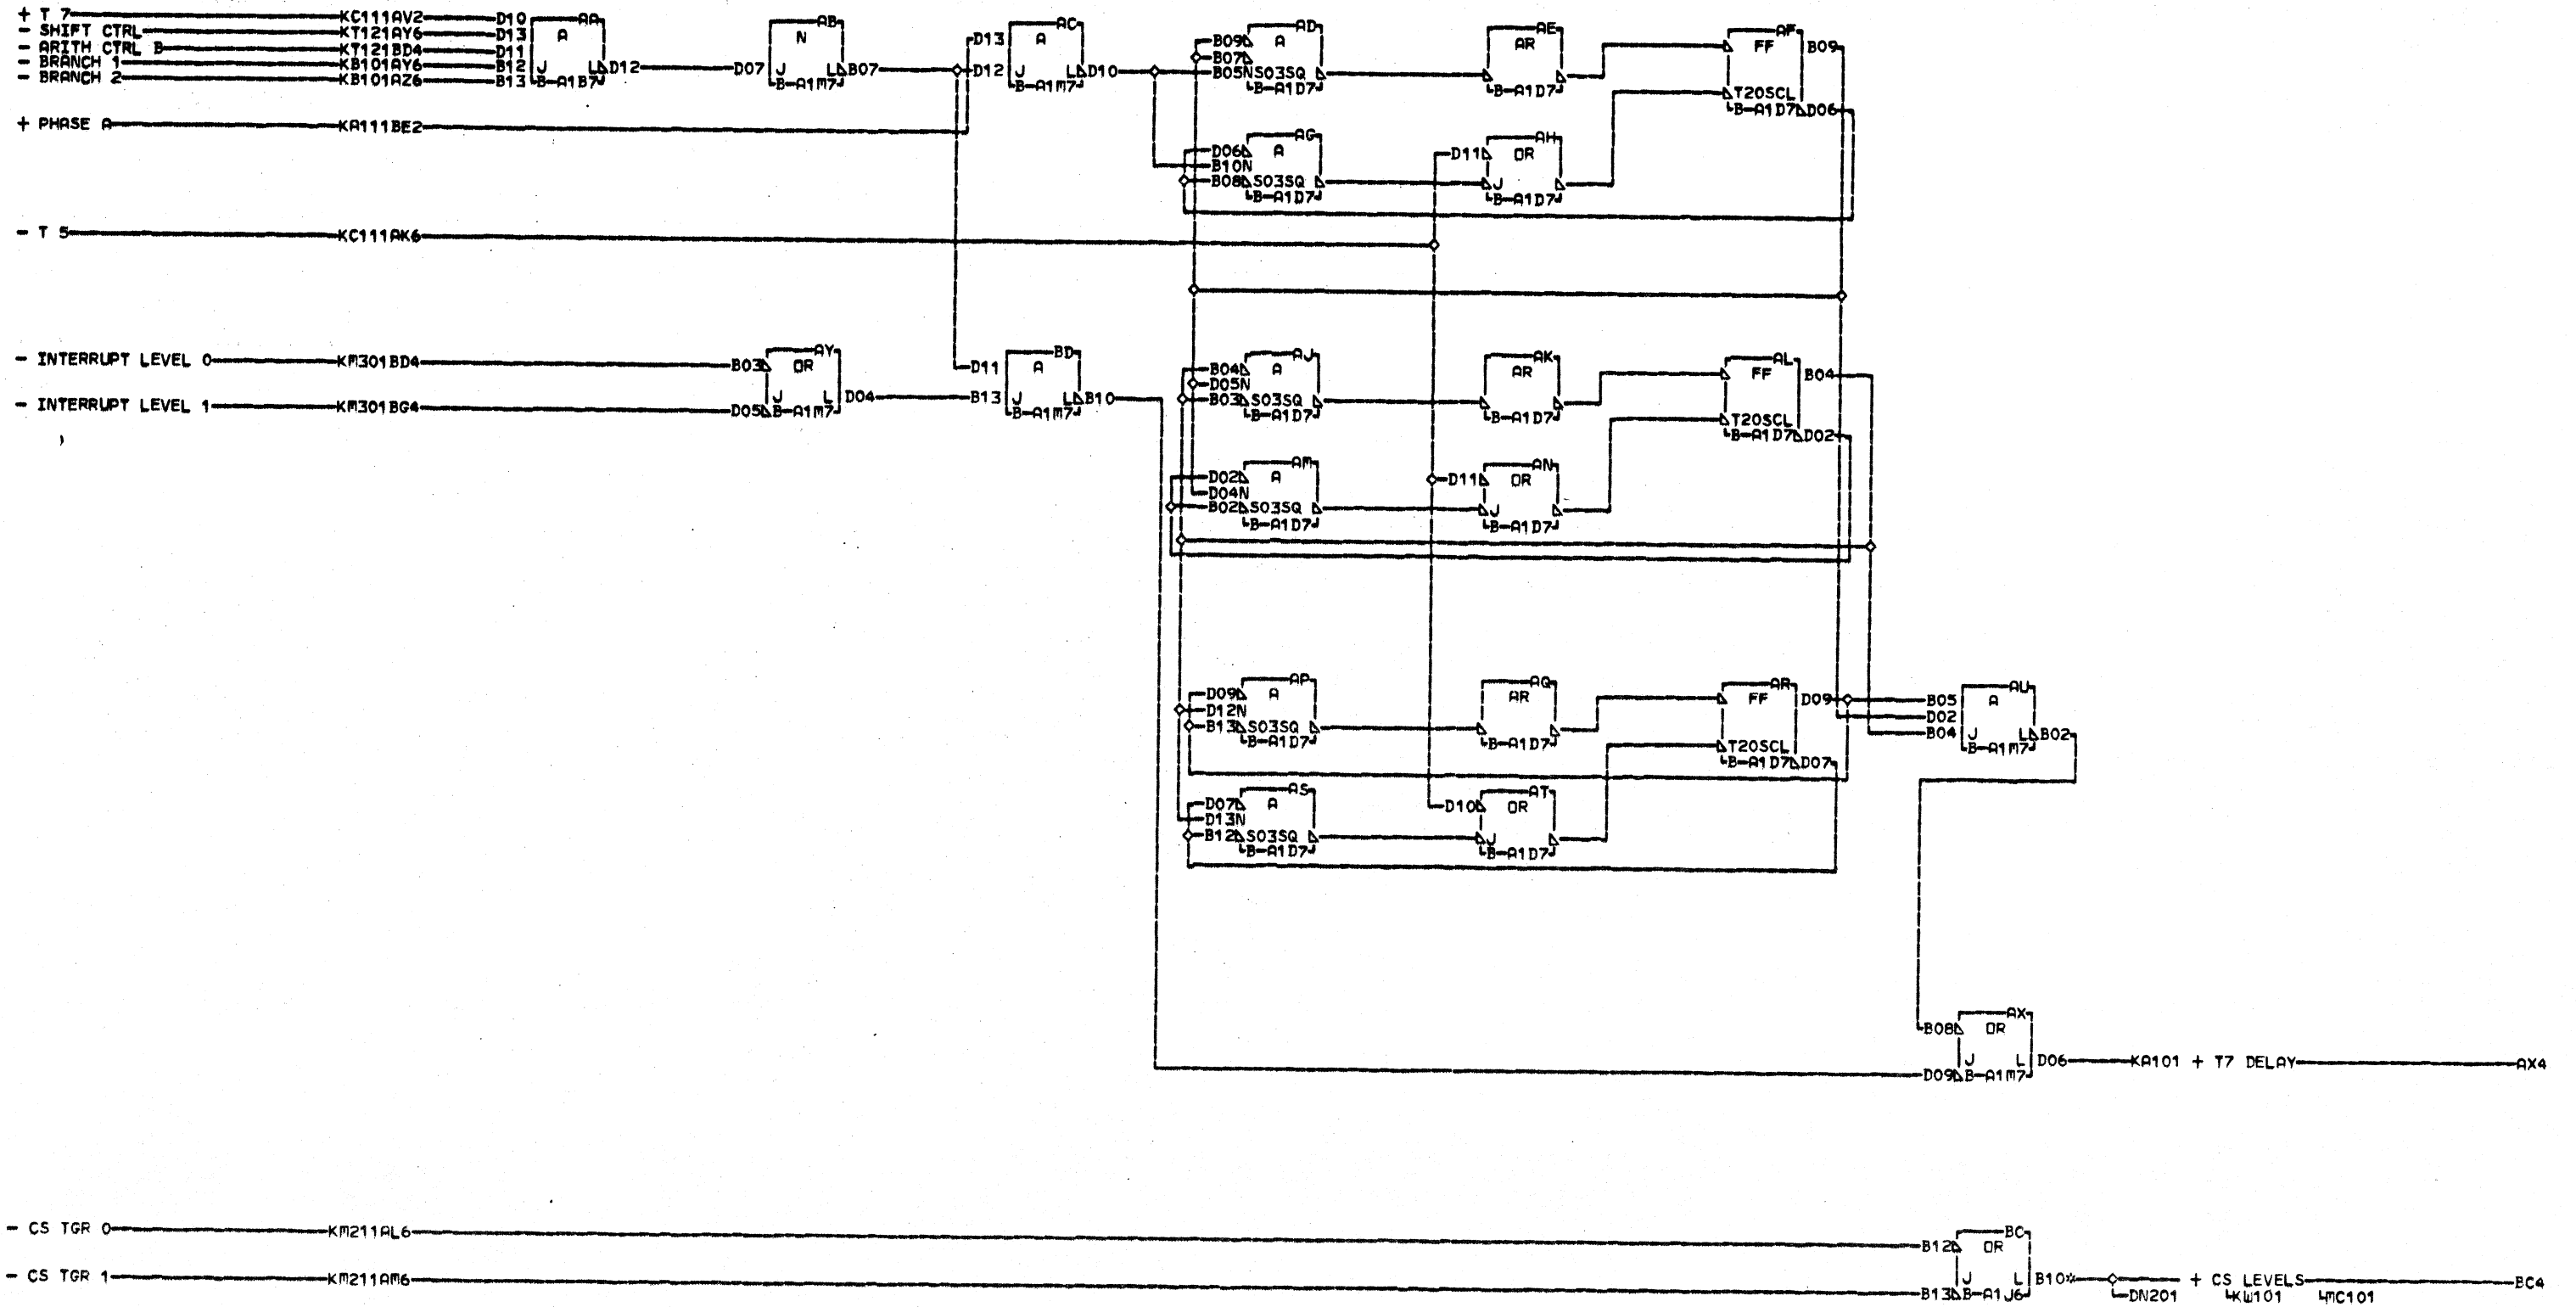 + T 7 KC111AV2 D10
- SHIFT CTRL KT121AY6 D13
- ARITH CTRL B KT121BD4 D11
- BRANCH 1 KB101AY6 B12
- BRANCH 2 KB101AZ6 B13
AA
A
J L D12
B-A1B7
AB
N
D07 J L B07
B-A1M7
AC
D13 A
D12 J L D10
B-A1M7
AD
B09 A
B07
B05N S03SQ
B-A1D7
AE
AR
B-A1D7
AF
FF B09
T20SCL
B-A1D7 D06
+ PHASE A KA111BE2
AG
D06 A
B10N
B08 S03SQ
B-A1D7
AH
D11 OR
J
B-A1D7
- T 5 KC111AK6
- INTERRUPT LEVEL 0 KM301BD4 B03
AY
OR
J L D04
- INTERRUPT LEVEL 1 KM301BG4 D05 B-A1M7
BD
D11 A
B13 J L B10
B-A1M7
AJ
B04 A
D05N
B03 S03SQ
B-A1D7
AK
AR
B-A1D7
AL
FF B04
T20SCL
B-A1D7 D02
AM
D02 A
D04N
B02 S03SQ
B-A1D7
AN
D11 OR
J
B-A1D7
AP
D09 A
D12N
B13 S03SQ
B-A1D7
AQ
AR
B-A1D7
AR
FF D09
T20SCL
B-A1D7 D07
AU
B05 A
D02
B04 J L B02
B-A1M7
AS
D07 A
D13N
B12 S03SQ
B-A1D7
AT
D10 OR
J
B-A1D7
AX
B08 OR
J L D06 KA101 + T7 DELAY AX4
D09 B-A1M7
- CS TGR 0 KM211AL6 B12
BC
OR
- CS TGR 1 KM211AM6 B13
J L B10* + CS LEVELS BC4
B-A1J6 DN201 KW101 MC101